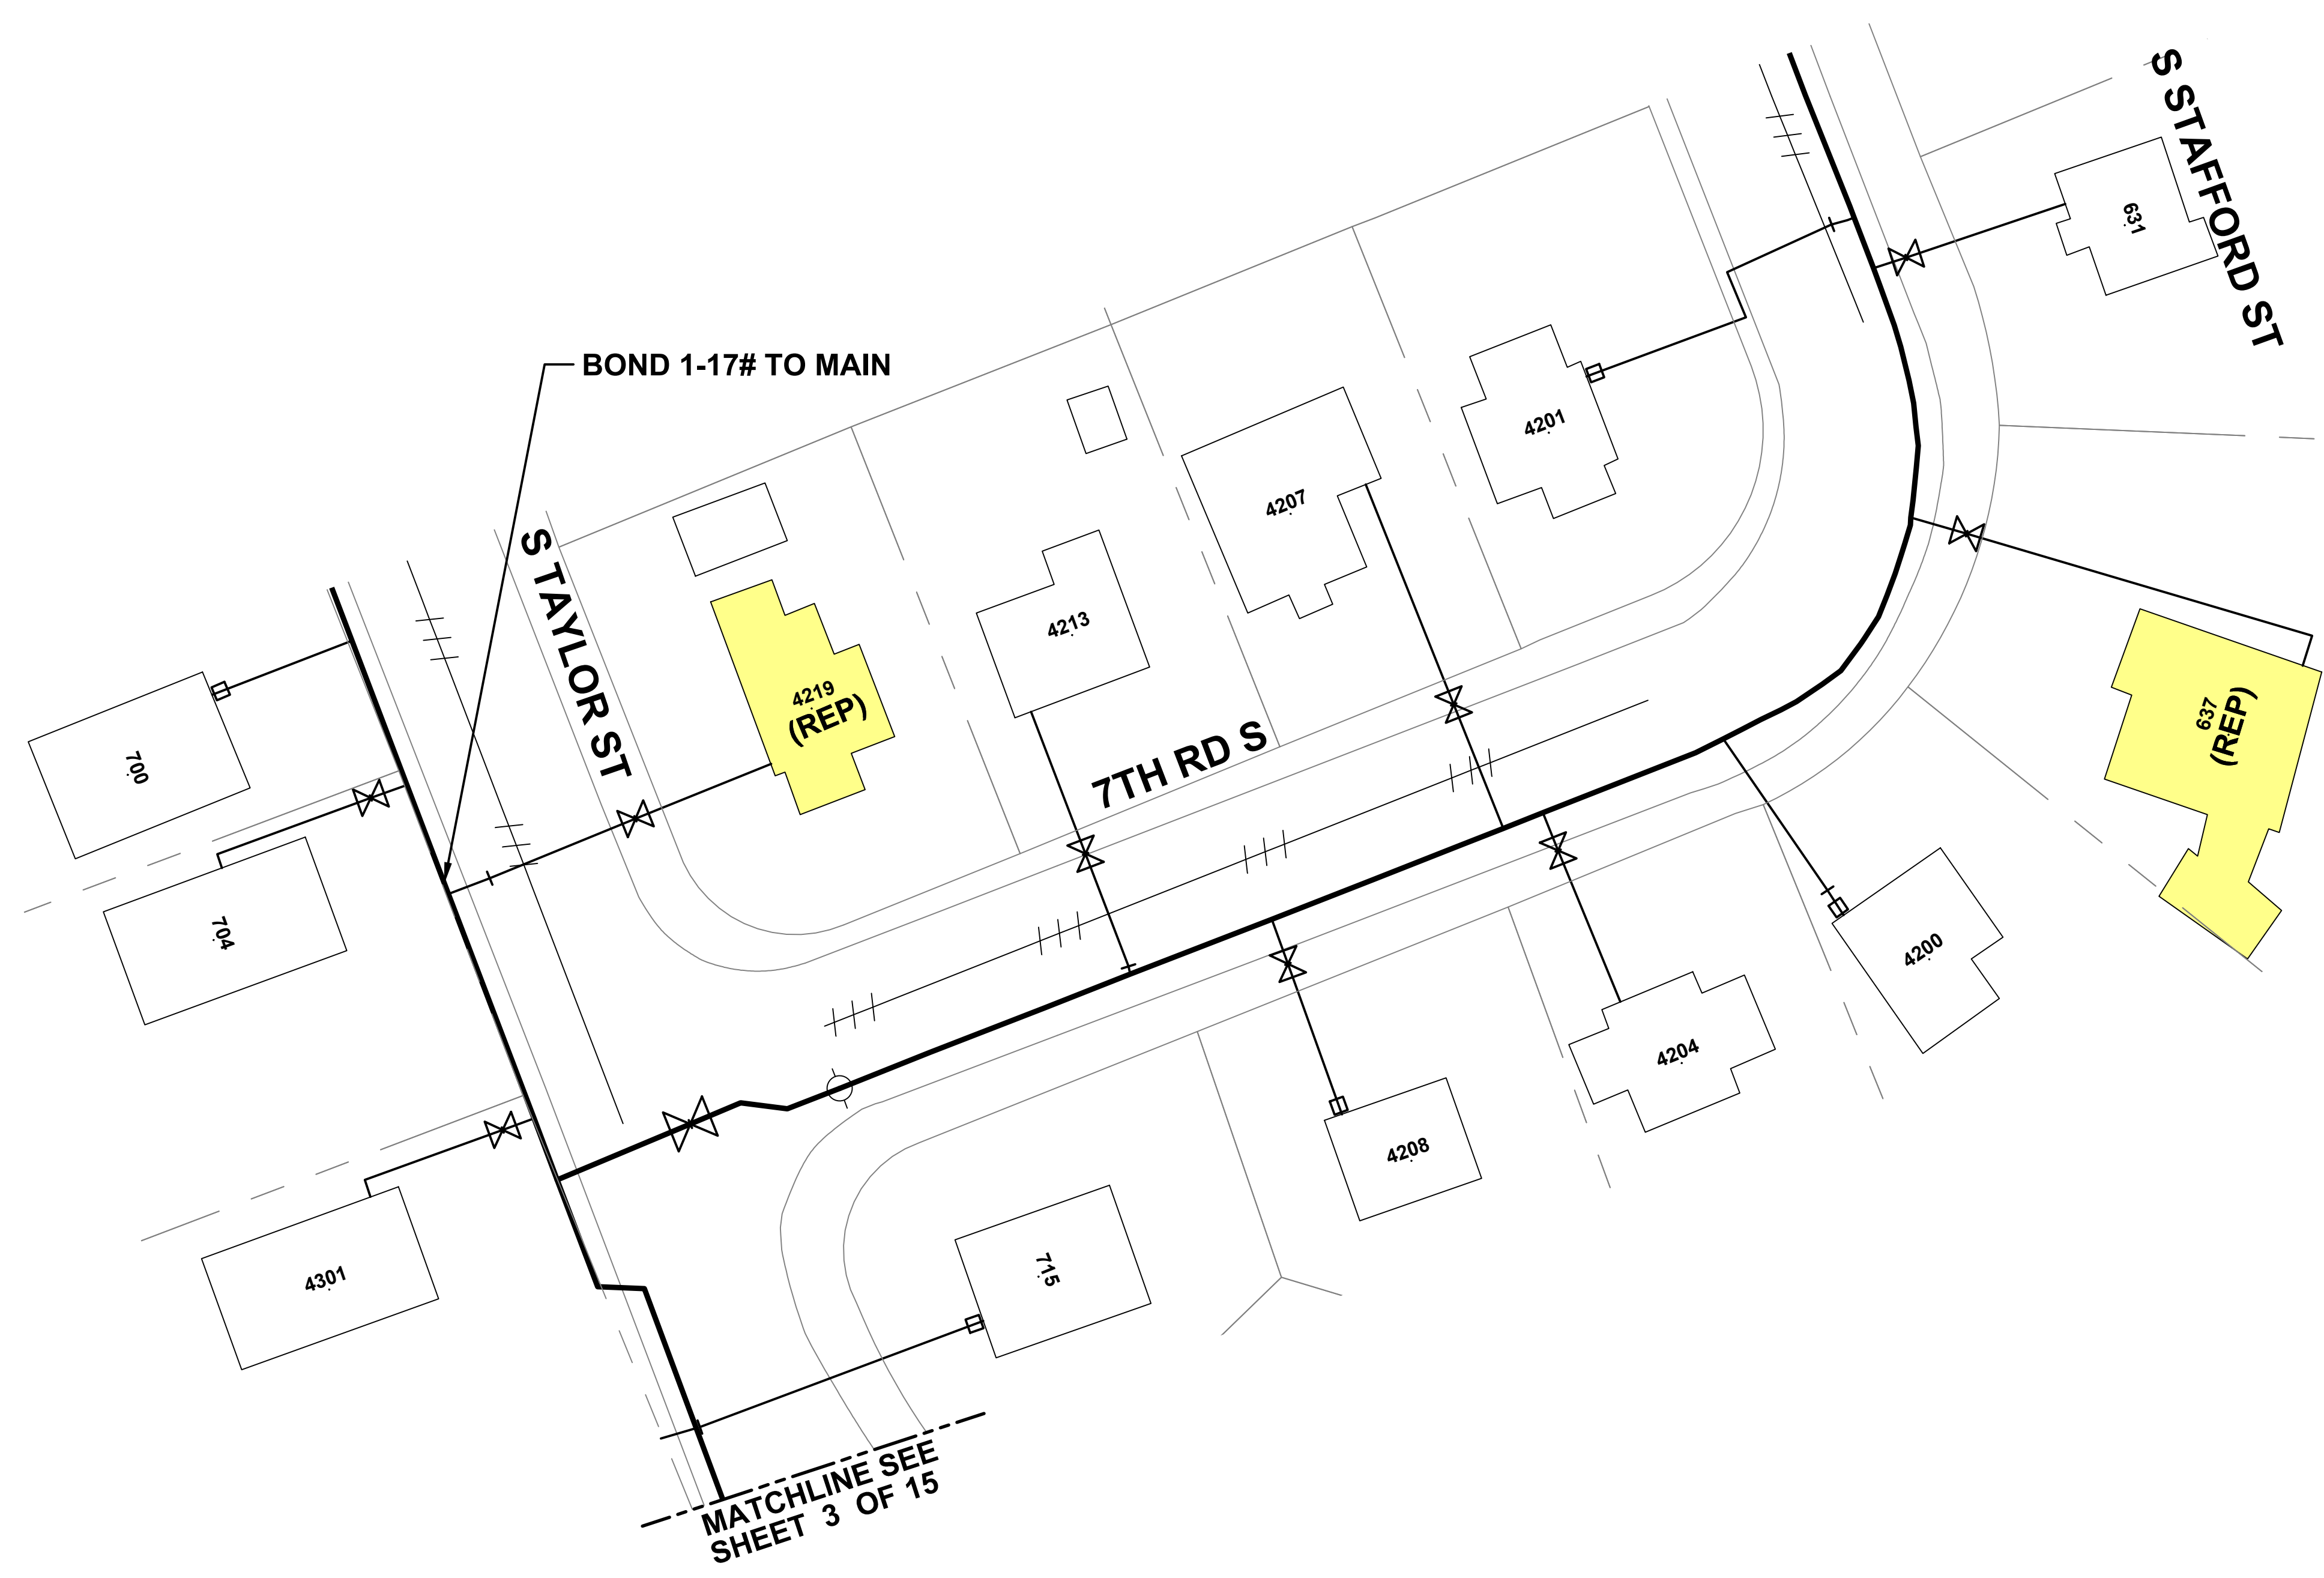 S STAFFORD ST
631
BOND 1-17# TO MAIN
4201
4207
S TAYLOR ST
4213
4219
(REP)
637
(REP)
7TH RD S
700
704
4200
4204
4208
4301
715
MATCHLINE SEE
SHEET 3 OF 15